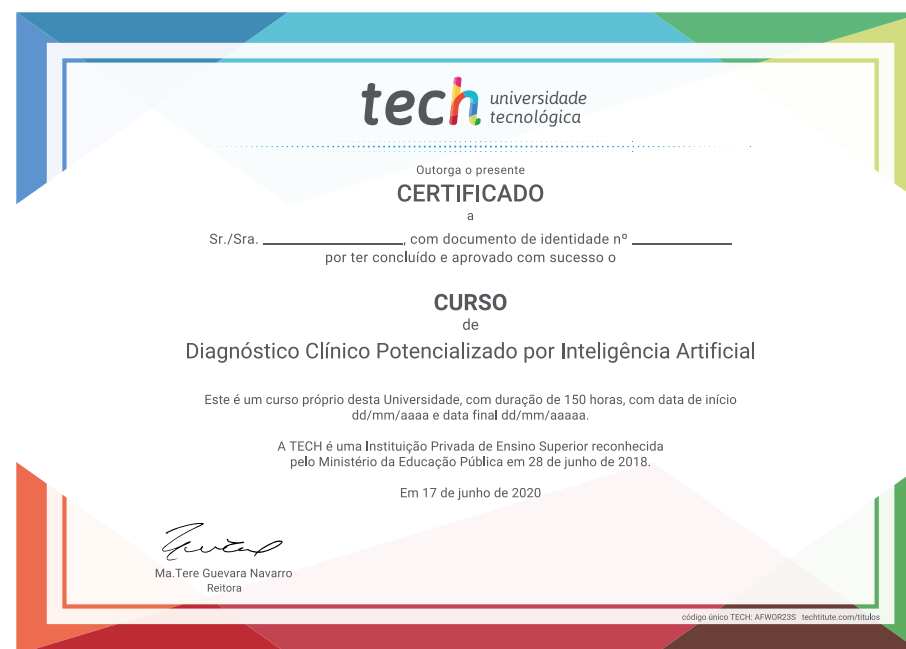 tech universidade
tecnológica
Outorga o presente
CERTIFICADO
a
Sr./Sra. ______________, com documento de identidade nº __________
por ter concluído e aprovado com sucesso o
CURSO
de
Diagnóstico Clínico Potencializado por Inteligência Artificial
Este é um curso próprio desta Universidade, com duração de 150 horas, com data de início
dd/mm/aaaa e data final dd/mm/aaaaa.
A TECH é uma Instituição Privada de Ensino Superior reconhecida
pelo Ministério da Educação Pública em 28 de junho de 2018.
Em 17 de junho de 2020
Ma.Tere Guevara Navarro
Reitora
código único TECH: AFWOR23S techtitute.com/titulos